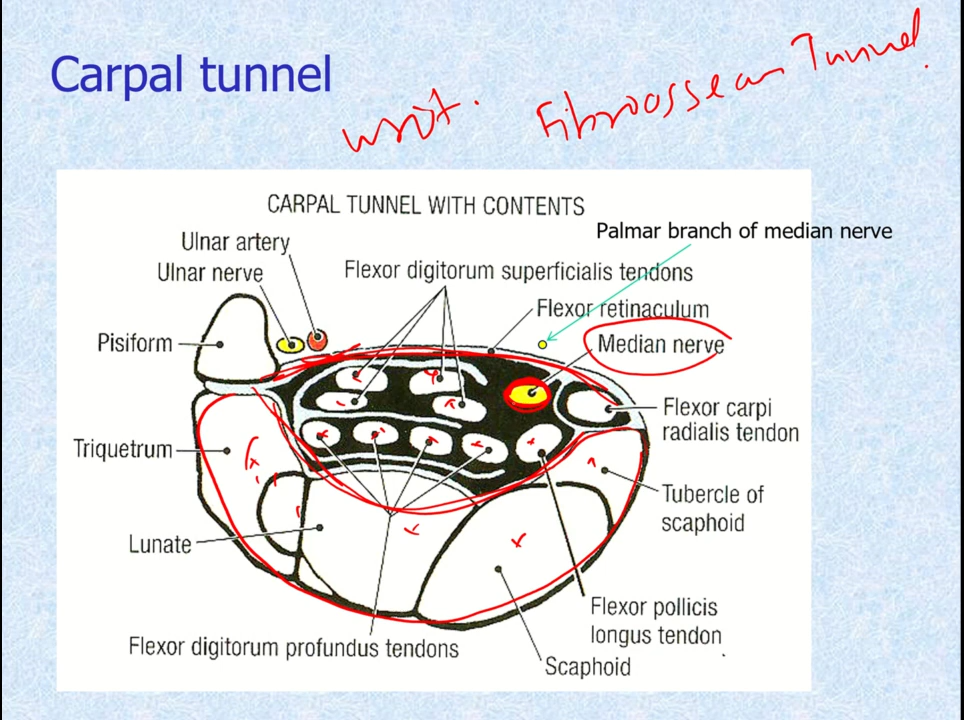 Carpal tunnel
wrist.
Fibroossean Tunnel
CARPAL TUNNEL WITH CONTENTS
Palmar branch of median nerve
Ulnar artery
Ulnar nerve
Flexor digitorum superficialis tendons
Flexor retinaculum
Pisiform
Median nerve
Flexor carpi
radialis tendon
Triquetrum
Tubercle of
scaphoid
Lunate
Flexor pollicis
longus tendon
Flexor digitorum profundus tendons
Scaphoid